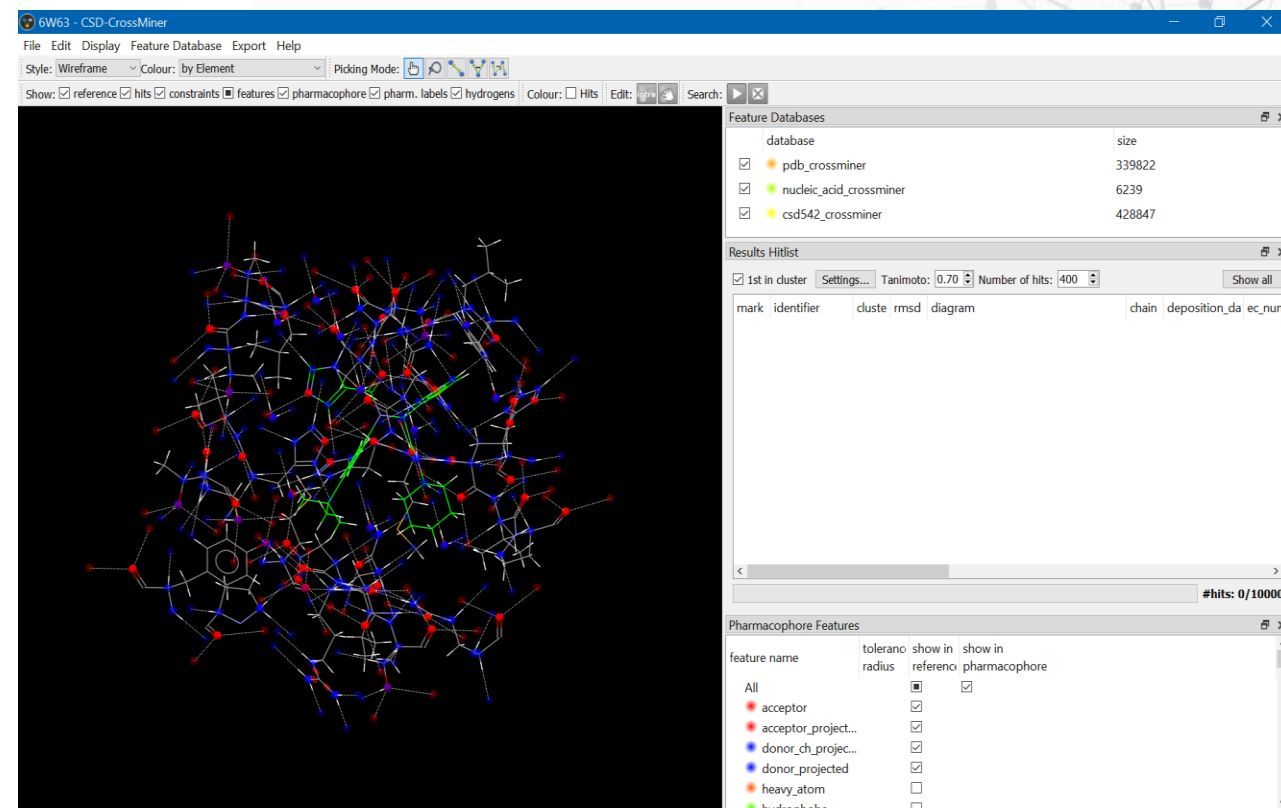 6W63 - CSD-CrossMiner
File Edit Display Feature Database Export Help
Style: Wireframe Colour: by Element Picking Mode:
Show: reference hits constraints features pharmacophore pharm. labels hydrogens Colour: Hits Edit: intra Search:
Feature Databases
database size
pdb_crossminer 339822
nucleic_acid_crossminer 6239
csd542_crossminer 428847
Results Hitlist
1st in cluster Settings... Tanimoto: 0.70 Number of hits: 400 Show all
mark identifier cluste rmsd diagram chain deposition_da ec_nun
#hits: 0/10000
Pharmacophore Features
feature name toleranc radius show in referenc show in pharmacophore
All
acceptor
acceptor_project...
donor_ch_projec...
donor_projected
heavy_atom
hydrophobe